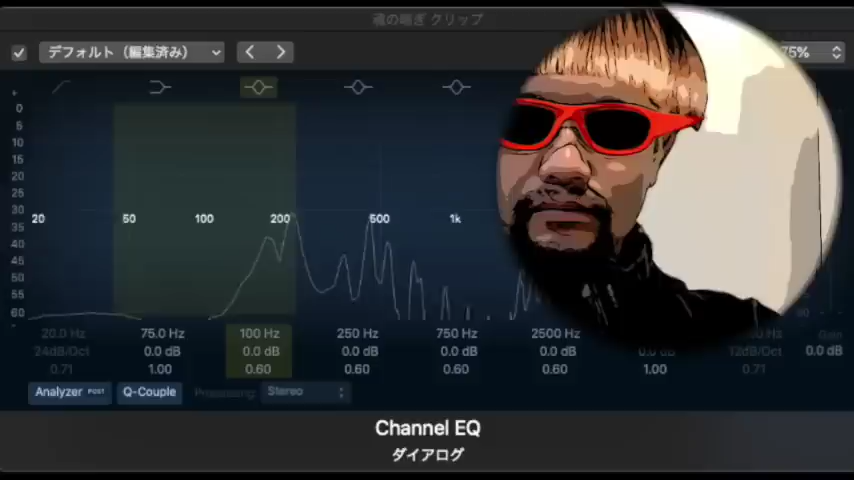 魂の喘ぎ クリップ
デフォルト（編集済み）
75%
0
5
10
15
20
25
30
35
40
45
50
55
60
20 50 100 200 500 1k
20.0 Hz 75.0 Hz 100 Hz 250 Hz 750 Hz 2500 Hz Hz Gain
24dB/Oct 0.0 dB 0.0 dB 0.0 dB 0.0 dB 0.0 dB 0.0 dB 12dB/Oct 0.0 dB
0.71 1.00 0.60 0.60 0.60 0.60 1.00 0.71
Analyzer POST Q-Couple Processing: Stereo
Channel EQ
ダイアログ